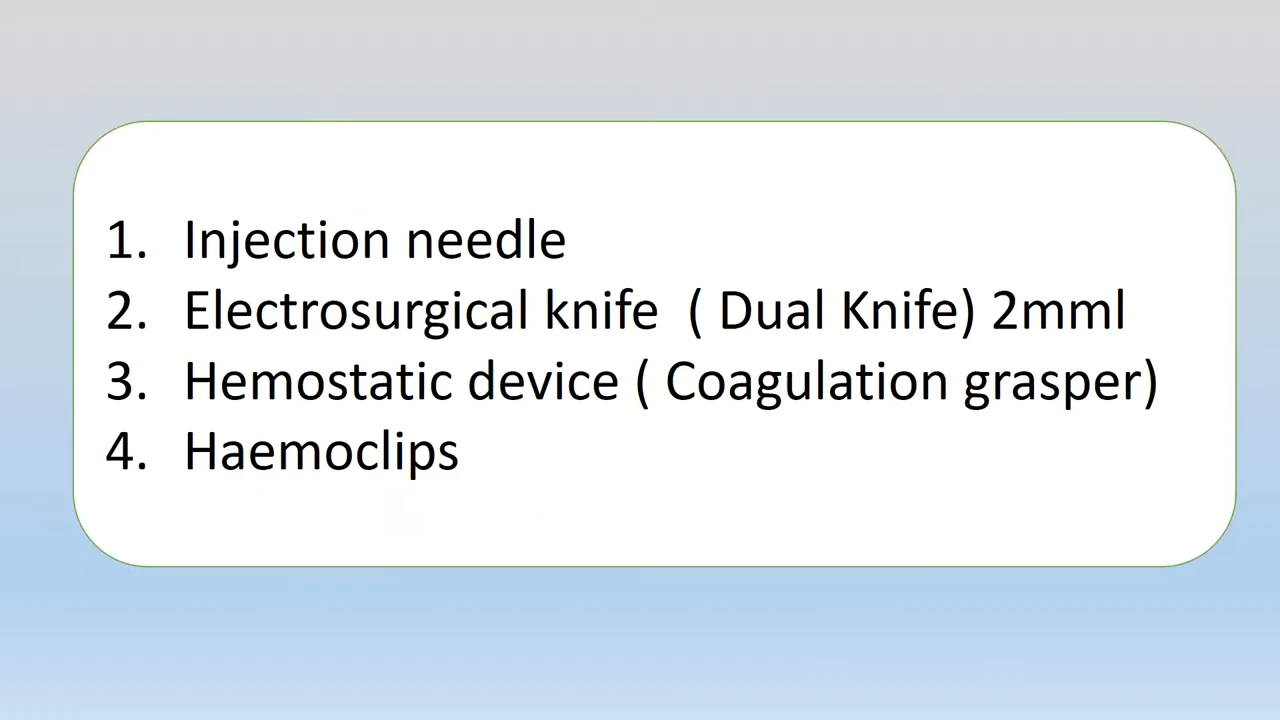 1. Injection needle
2. Electrosurgical knife ( Dual Knife) 2mml
3. Hemostatic device ( Coagulation grasper)
4. Haemoclips